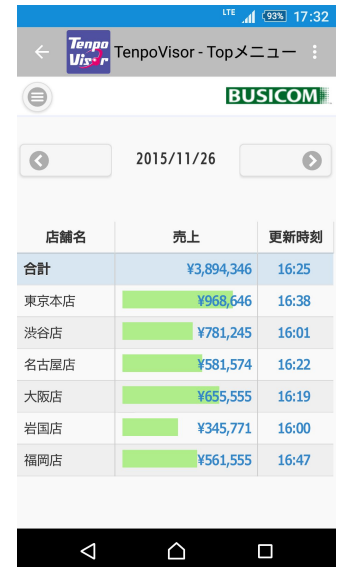 LTE 93% 17:32
Tenpo Visor TenpoVisor - Topメニュー
BUSICOM
2015/11/26
店舗名 売上 更新時刻
合計 ¥3,894,346 16:25
東京本店 ¥968,646 16:38
渋谷店 ¥781,245 16:01
名古屋店 ¥581,574 16:22
大阪店 ¥655,555 16:19
岩国店 ¥345,771 16:00
福岡店 ¥561,555 16:47